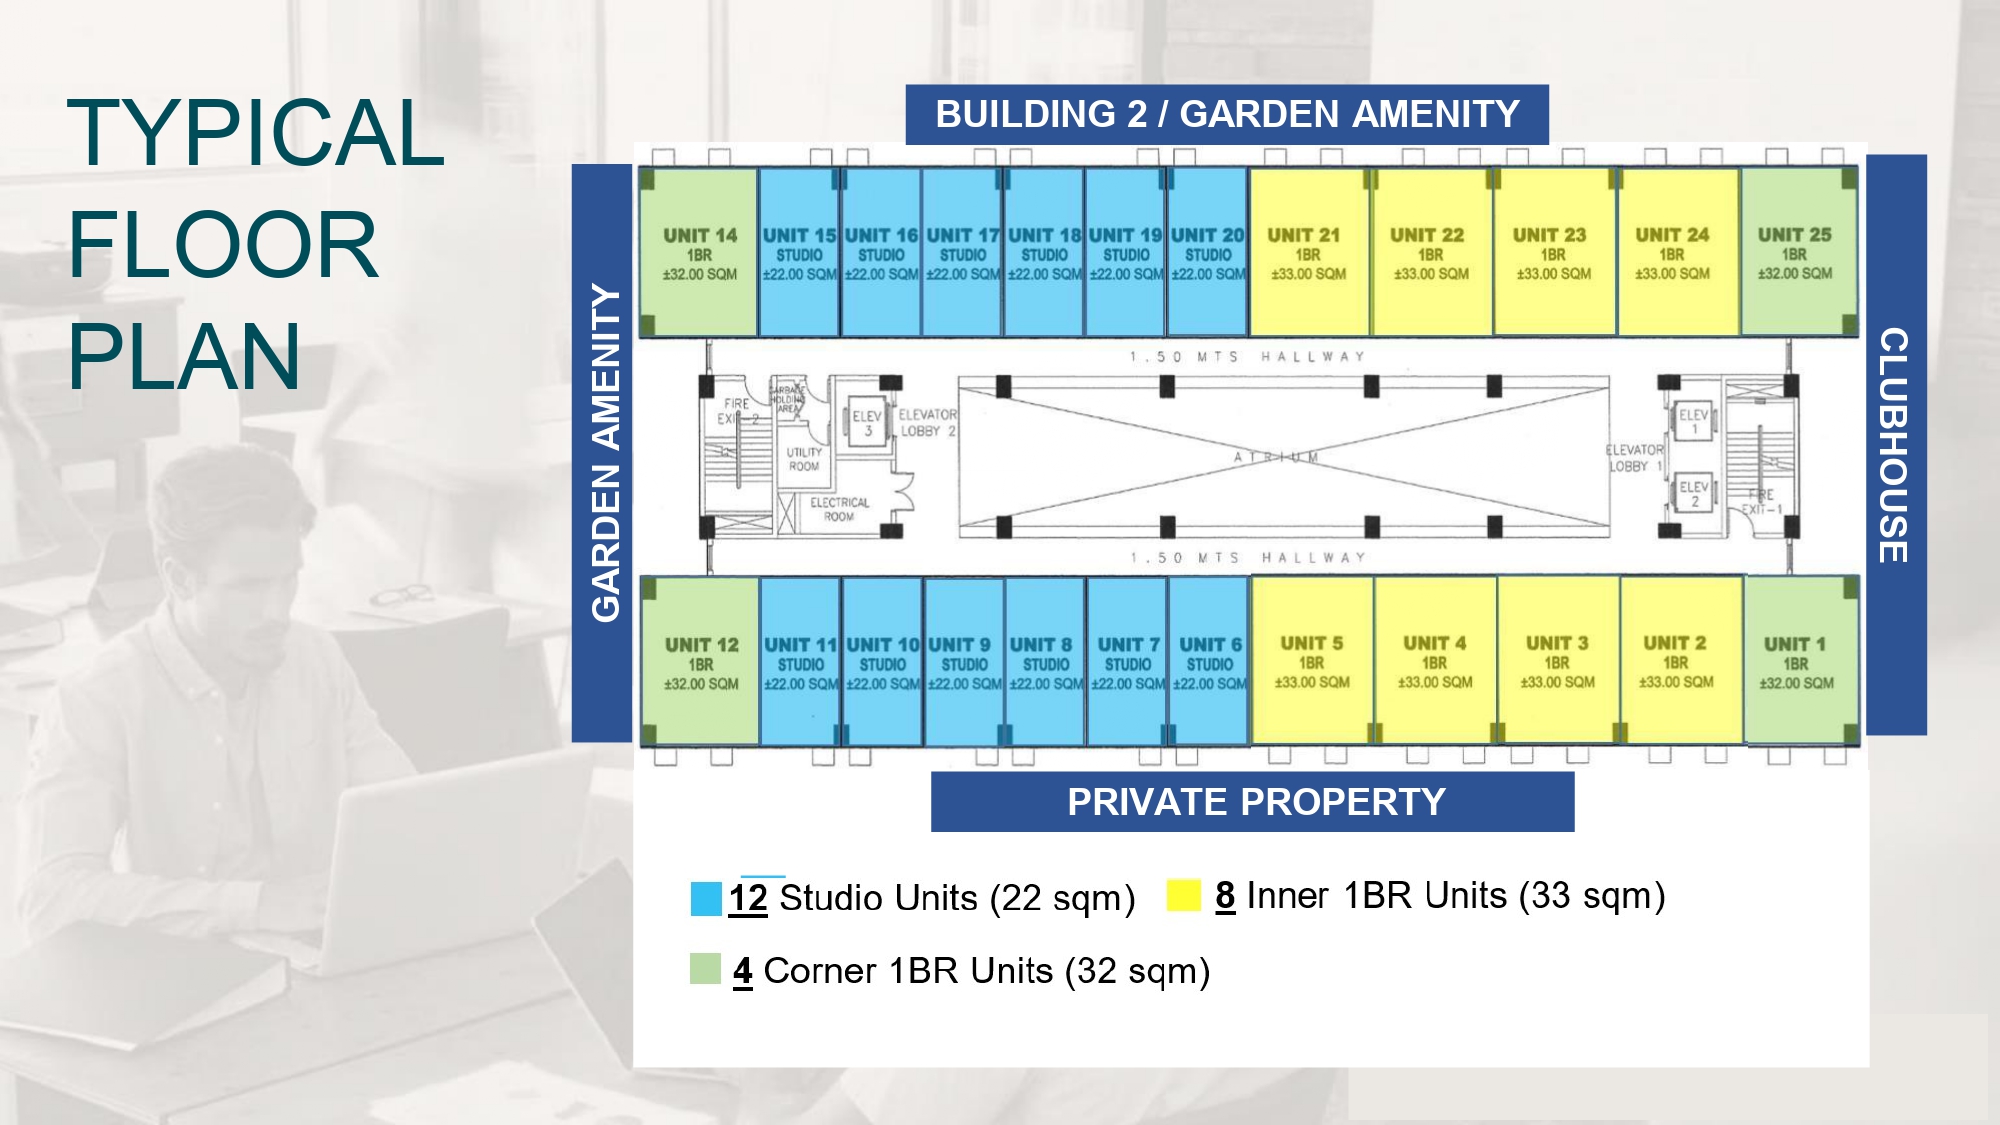 TYPICAL
FLOOR
PLAN
BUILDING 2 / GARDEN AMENITY
GARDEN AMENITY
CLUBHOUSE
UNIT 14
1BR
±32.00 SQM
UNIT 15
STUDIO
±22.00 SQM
UNIT 16
STUDIO
±22.00 SQM
UNIT 17
STUDIO
±22.00 SQM
UNIT 18
STUDIO
±22.00 SQM
UNIT 19
STUDIO
±22.00 SQM
UNIT 20
STUDIO
±22.00 SQM
UNIT 21
1BR
±33.00 SQM
UNIT 22
1BR
±33.00 SQM
UNIT 23
1BR
±33.00 SQM
UNIT 24
1BR
±33.00 SQM
UNIT 25
1BR
±32.00 SQM
1.50 MTS HALLWAY
FIRE
EXIT-2
GARBAGE
HOLDING
AREA
UTILITY
ROOM
ELECTRICAL
ROOM
ELEV
3
ELEVATOR
LOBBY 2
ATRIUM
ELEVATOR
LOBBY 1
ELEV
1
ELEV
2
FIRE
EXIT-1
1.50 MTS HALLWAY
UNIT 12
1BR
±32.00 SQM
UNIT 11
STUDIO
±22.00 SQM
UNIT 10
STUDIO
±22.00 SQM
UNIT 9
STUDIO
±22.00 SQM
UNIT 8
STUDIO
±22.00 SQM
UNIT 7
STUDIO
±22.00 SQM
UNIT 6
STUDIO
±22.00 SQM
UNIT 5
1BR
±33.00 SQM
UNIT 4
1BR
±33.00 SQM
UNIT 3
1BR
±33.00 SQM
UNIT 2
1BR
±33.00 SQM
UNIT 1
1BR
±32.00 SQM
PRIVATE PROPERTY
12 Studio Units (22 sqm)
8 Inner 1BR Units (33 sqm)
4 Corner 1BR Units (32 sqm)